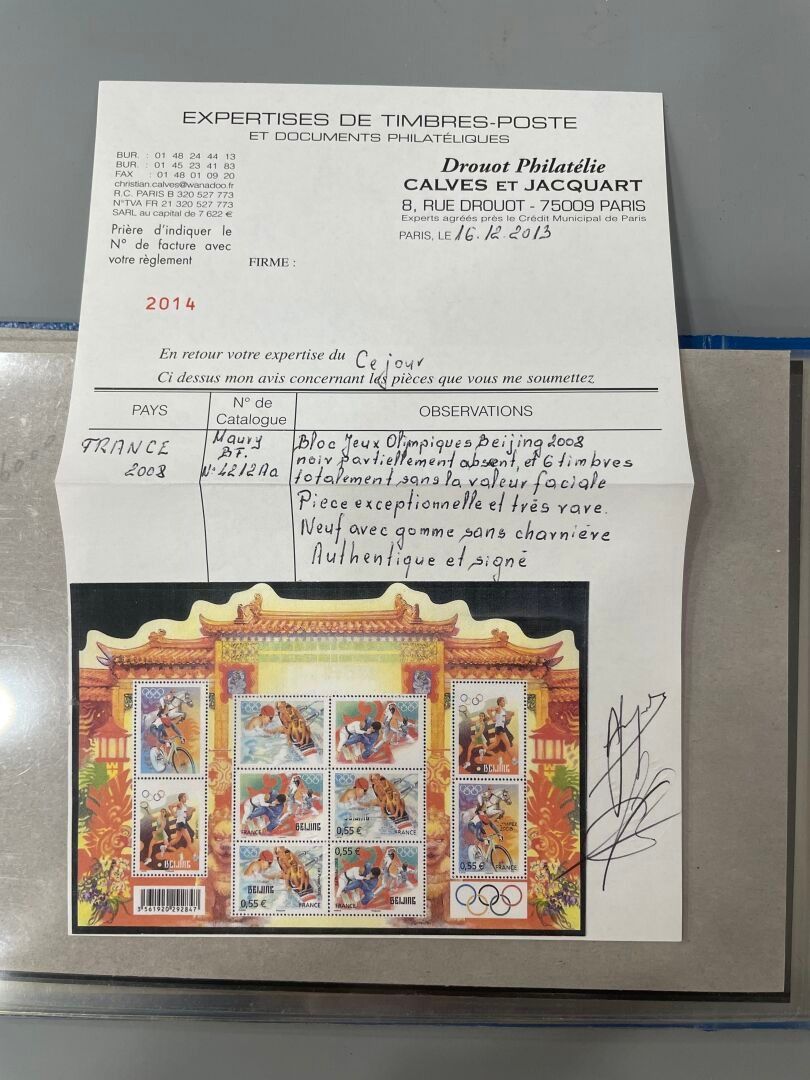 EXPERTISES DE TIMBRES-POSTE
ET DOCUMENTS PHILATÉLIQUES
BUR. : 01 48 24 44 13
BUR. : 01 45 23 41 83
FAX : 01 48 01 09 20
christian.calves@wanadoo.fr
R.C. PARIS B 320 527 773
N°TVA FR 21 320 527 773
SARL au capital de 7 622 €
Prière d'indiquer le
N° de facture avec
votre règlement
Drouot Philatélie
CALVES ET JACQUART
8, RUE DROUOT - 75009 PARIS
Experts agréés près le Crédit Municipal de Paris
PARIS, LE 16.12.2013
FIRME :
2014
En retour votre expertise du Ce jour
Ci dessus mon avis concernant les pièces que vous me soumettez
PAYS
N° de
Catalogue
OBSERVATIONS
FRANCE
2008
Maury
BF.
N° 4212Aa
Bloc Jeux Olimpiques Beijing 2008
noir partiellement absent, et 6 timbres
totalement sans la valeur faciale
Piece exceptionnelle et très rare.
Neuf avec gomme sans charnière
Authentique et signé
BEIJING
BEIJING
FRANCE
BEIJING
0,55 €
FRANCE
2008
0,55 €
FRANCE
BEIJING
0,55 €
FRANCE
0,55 €
BEIJING
3 561920 292847